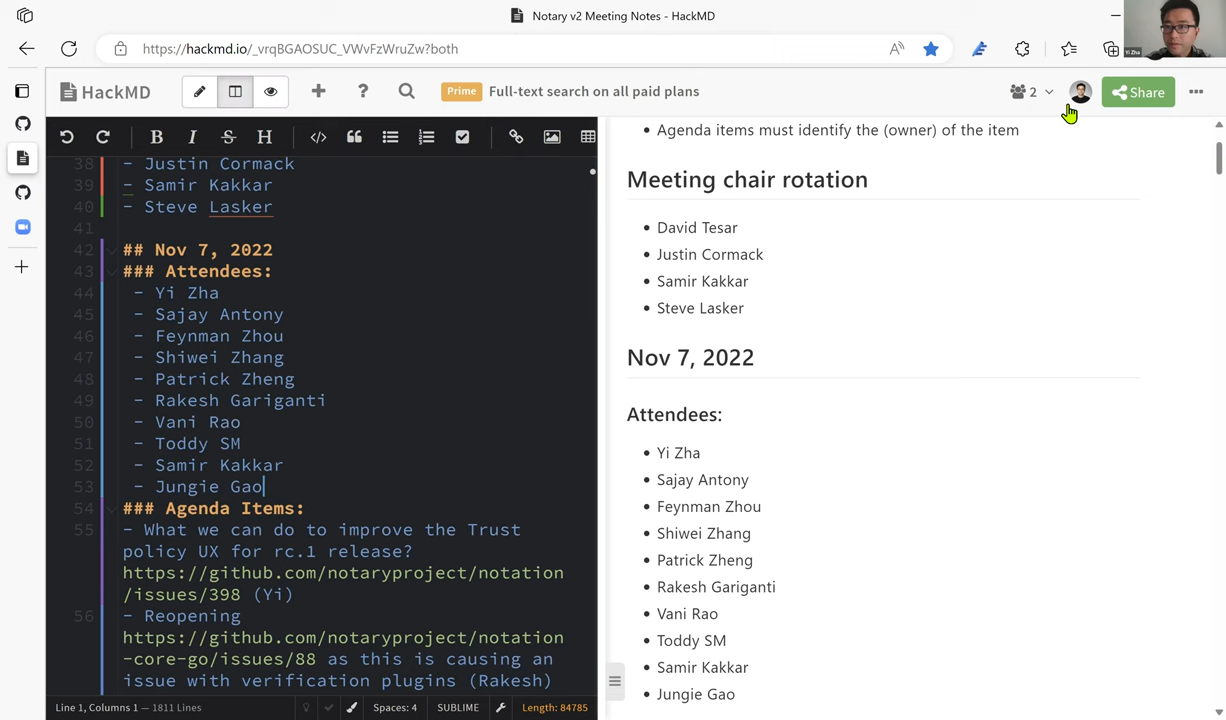 Notary v2 Meeting Notes - HackMD
https://hackmd.io/_vrqBGAOSUC_VWvFzWruZw?both
Yi Zha
HackMD
Prime Full-text search on all paid plans
2
Share
B I S H
38 - Justin Cormack
39 - Samir Kakkar
40 - Steve Lasker
41
42 ## Nov 7, 2022
43 ### Attendees:
44 - Yi Zha
45 - Sajay Antony
46 - Feynman Zhou
47 - Shiwei Zhang
48 - Patrick Zheng
49 - Rakesh Gariganti
50 - Vani Rao
51 - Toddy SM
52 - Samir Kakkar
53 - Jungie Gao
54 ### Agenda Items:
55 - What we can do to improve the Trust
policy UX for rc.1 release?
https://github.com/notaryproject/notation
/issues/398 (Yi)
56 - Reopening
https://github.com/notaryproject/notation
-core-go/issues/88 as this is causing an
issue with verification plugins (Rakesh)
Line 1, Columns 1 — 1811 Lines
Spaces: 4
SUBLIME
Length: 84785
• Agenda items must identify the (owner) of the item
Meeting chair rotation
• David Tesar
• Justin Cormack
• Samir Kakkar
• Steve Lasker
Nov 7, 2022
Attendees:
• Yi Zha
• Sajay Antony
• Feynman Zhou
• Shiwei Zhang
• Patrick Zheng
• Rakesh Gariganti
• Vani Rao
• Toddy SM
• Samir Kakkar
• Jungie Gao